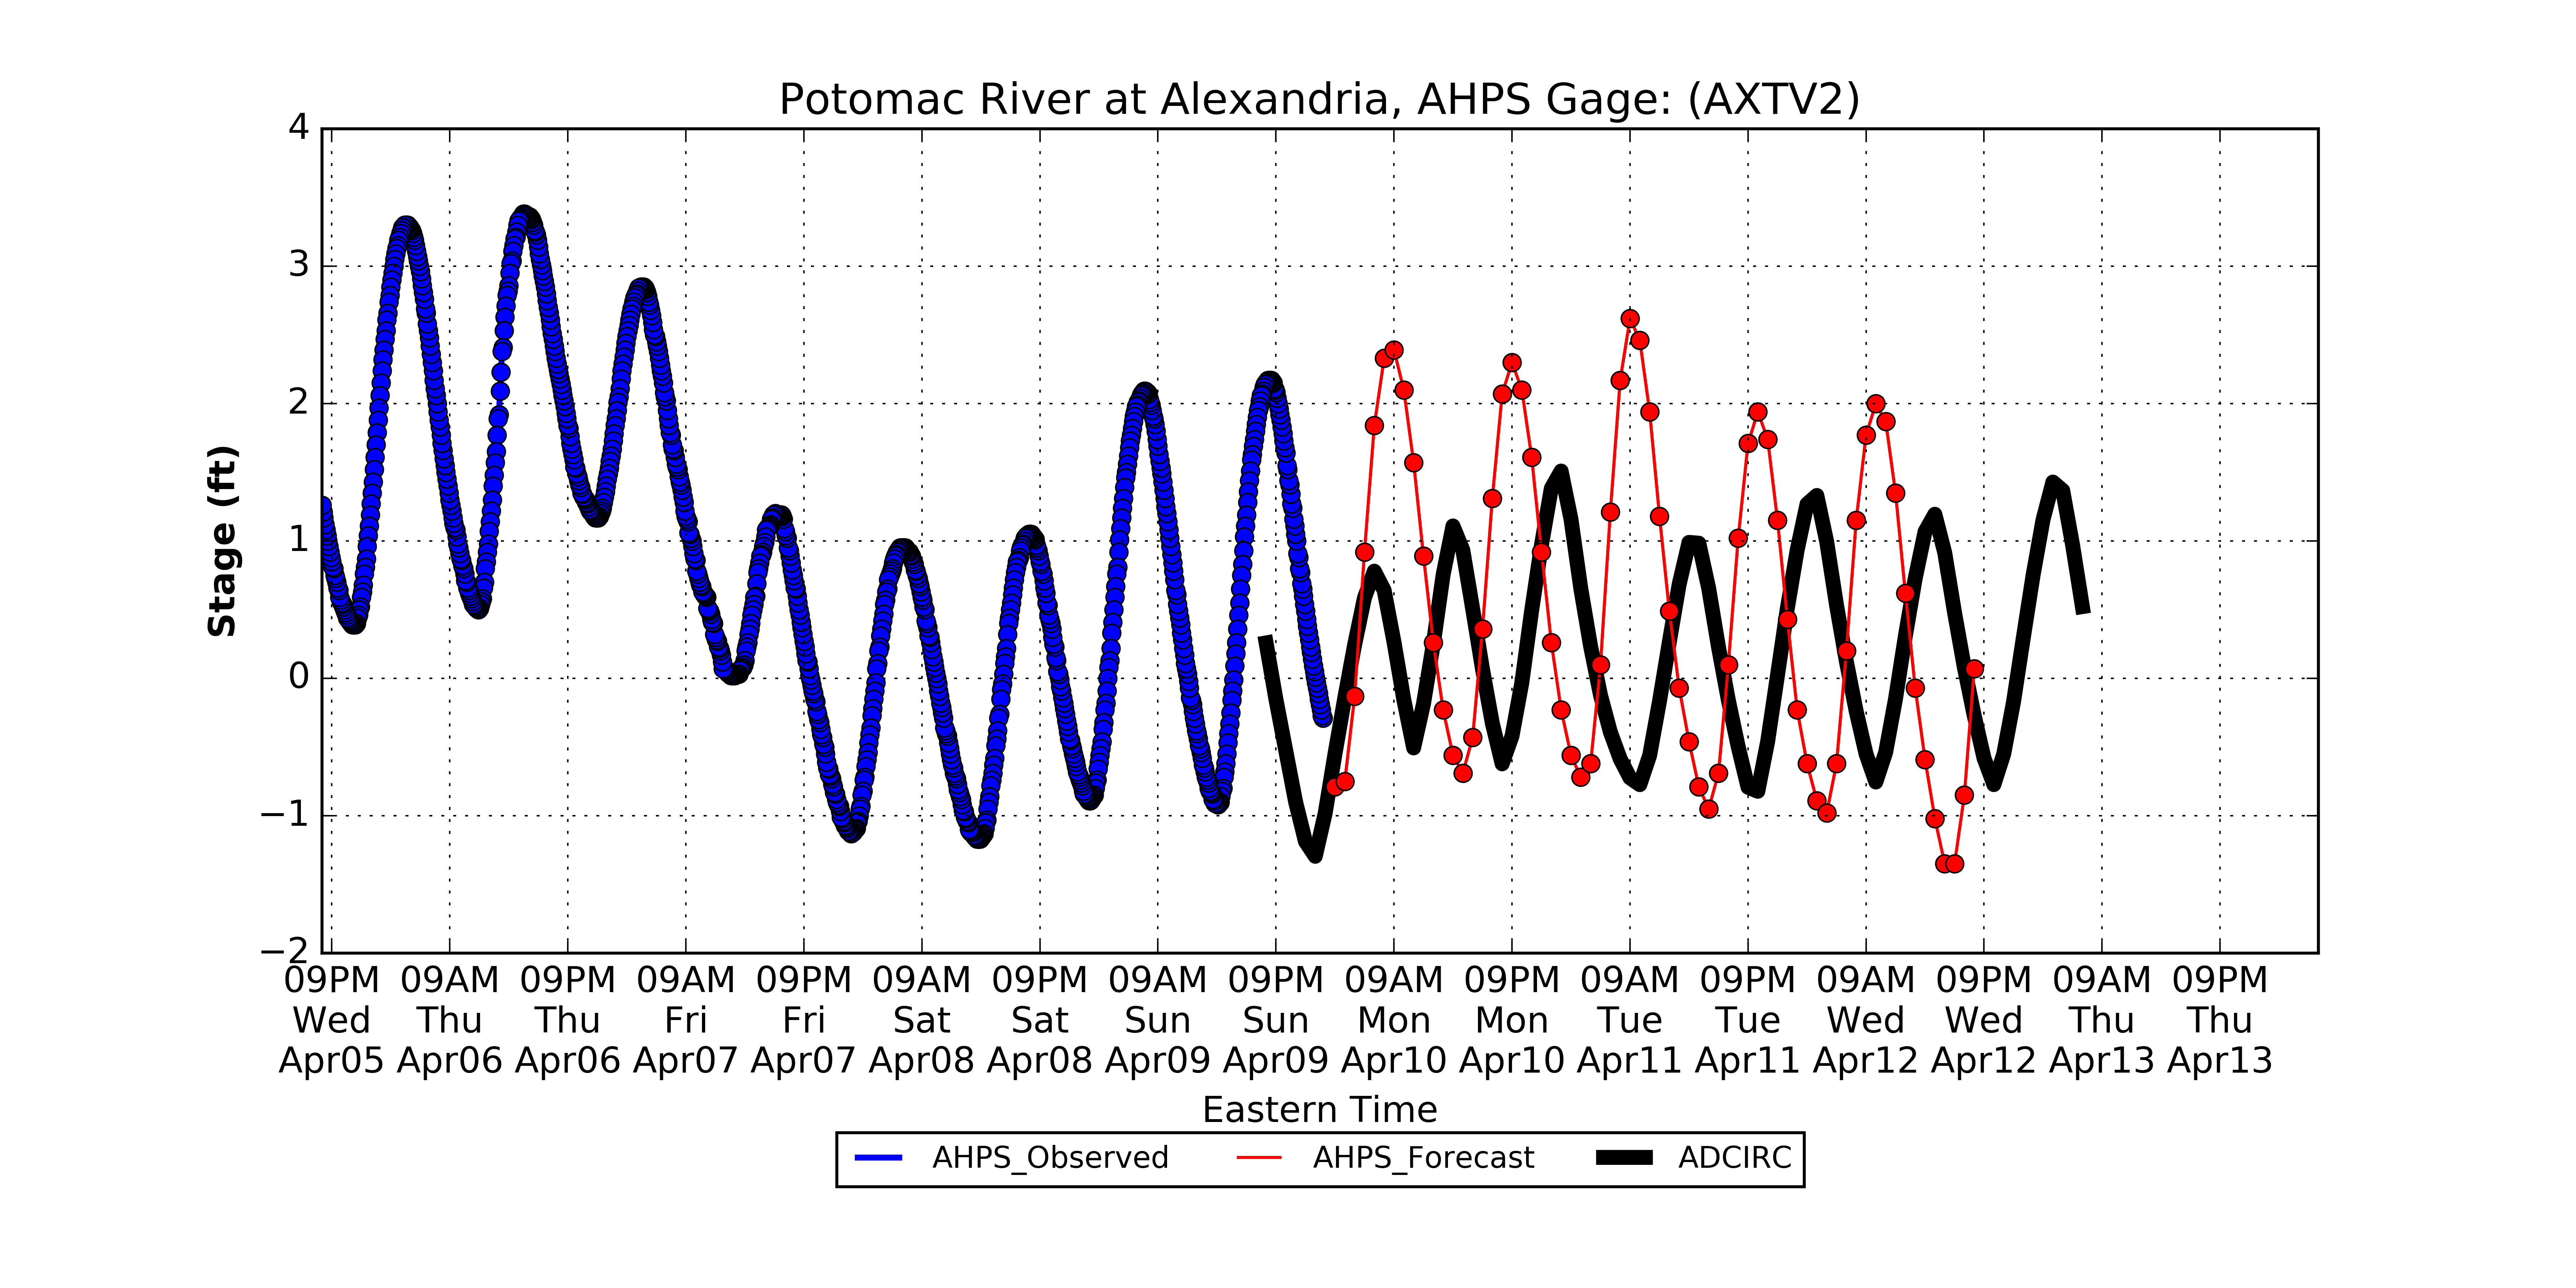 Potomac River at Alexandria, AHPS Gage: (AXTV2)
4
3
2
1
0
−1
−2
Stage (ft)
09PM 09AM 09PM 09AM 09PM 09AM 09PM 09AM 09PM 09AM 09PM 09AM 09PM 09AM 09PM 09AM 09PM
Wed Thu Thu Fri Fri Sat Sat Sun Sun Mon Mon Tue Tue Wed Wed Thu Thu
Apr05 Apr06 Apr06 Apr07 Apr07 Apr08 Apr08 Apr09 Apr09 Apr10 Apr10 Apr11 Apr11 Apr12 Apr12 Apr13 Apr13
Eastern Time
AHPS_Observed AHPS_Forecast ADCIRC